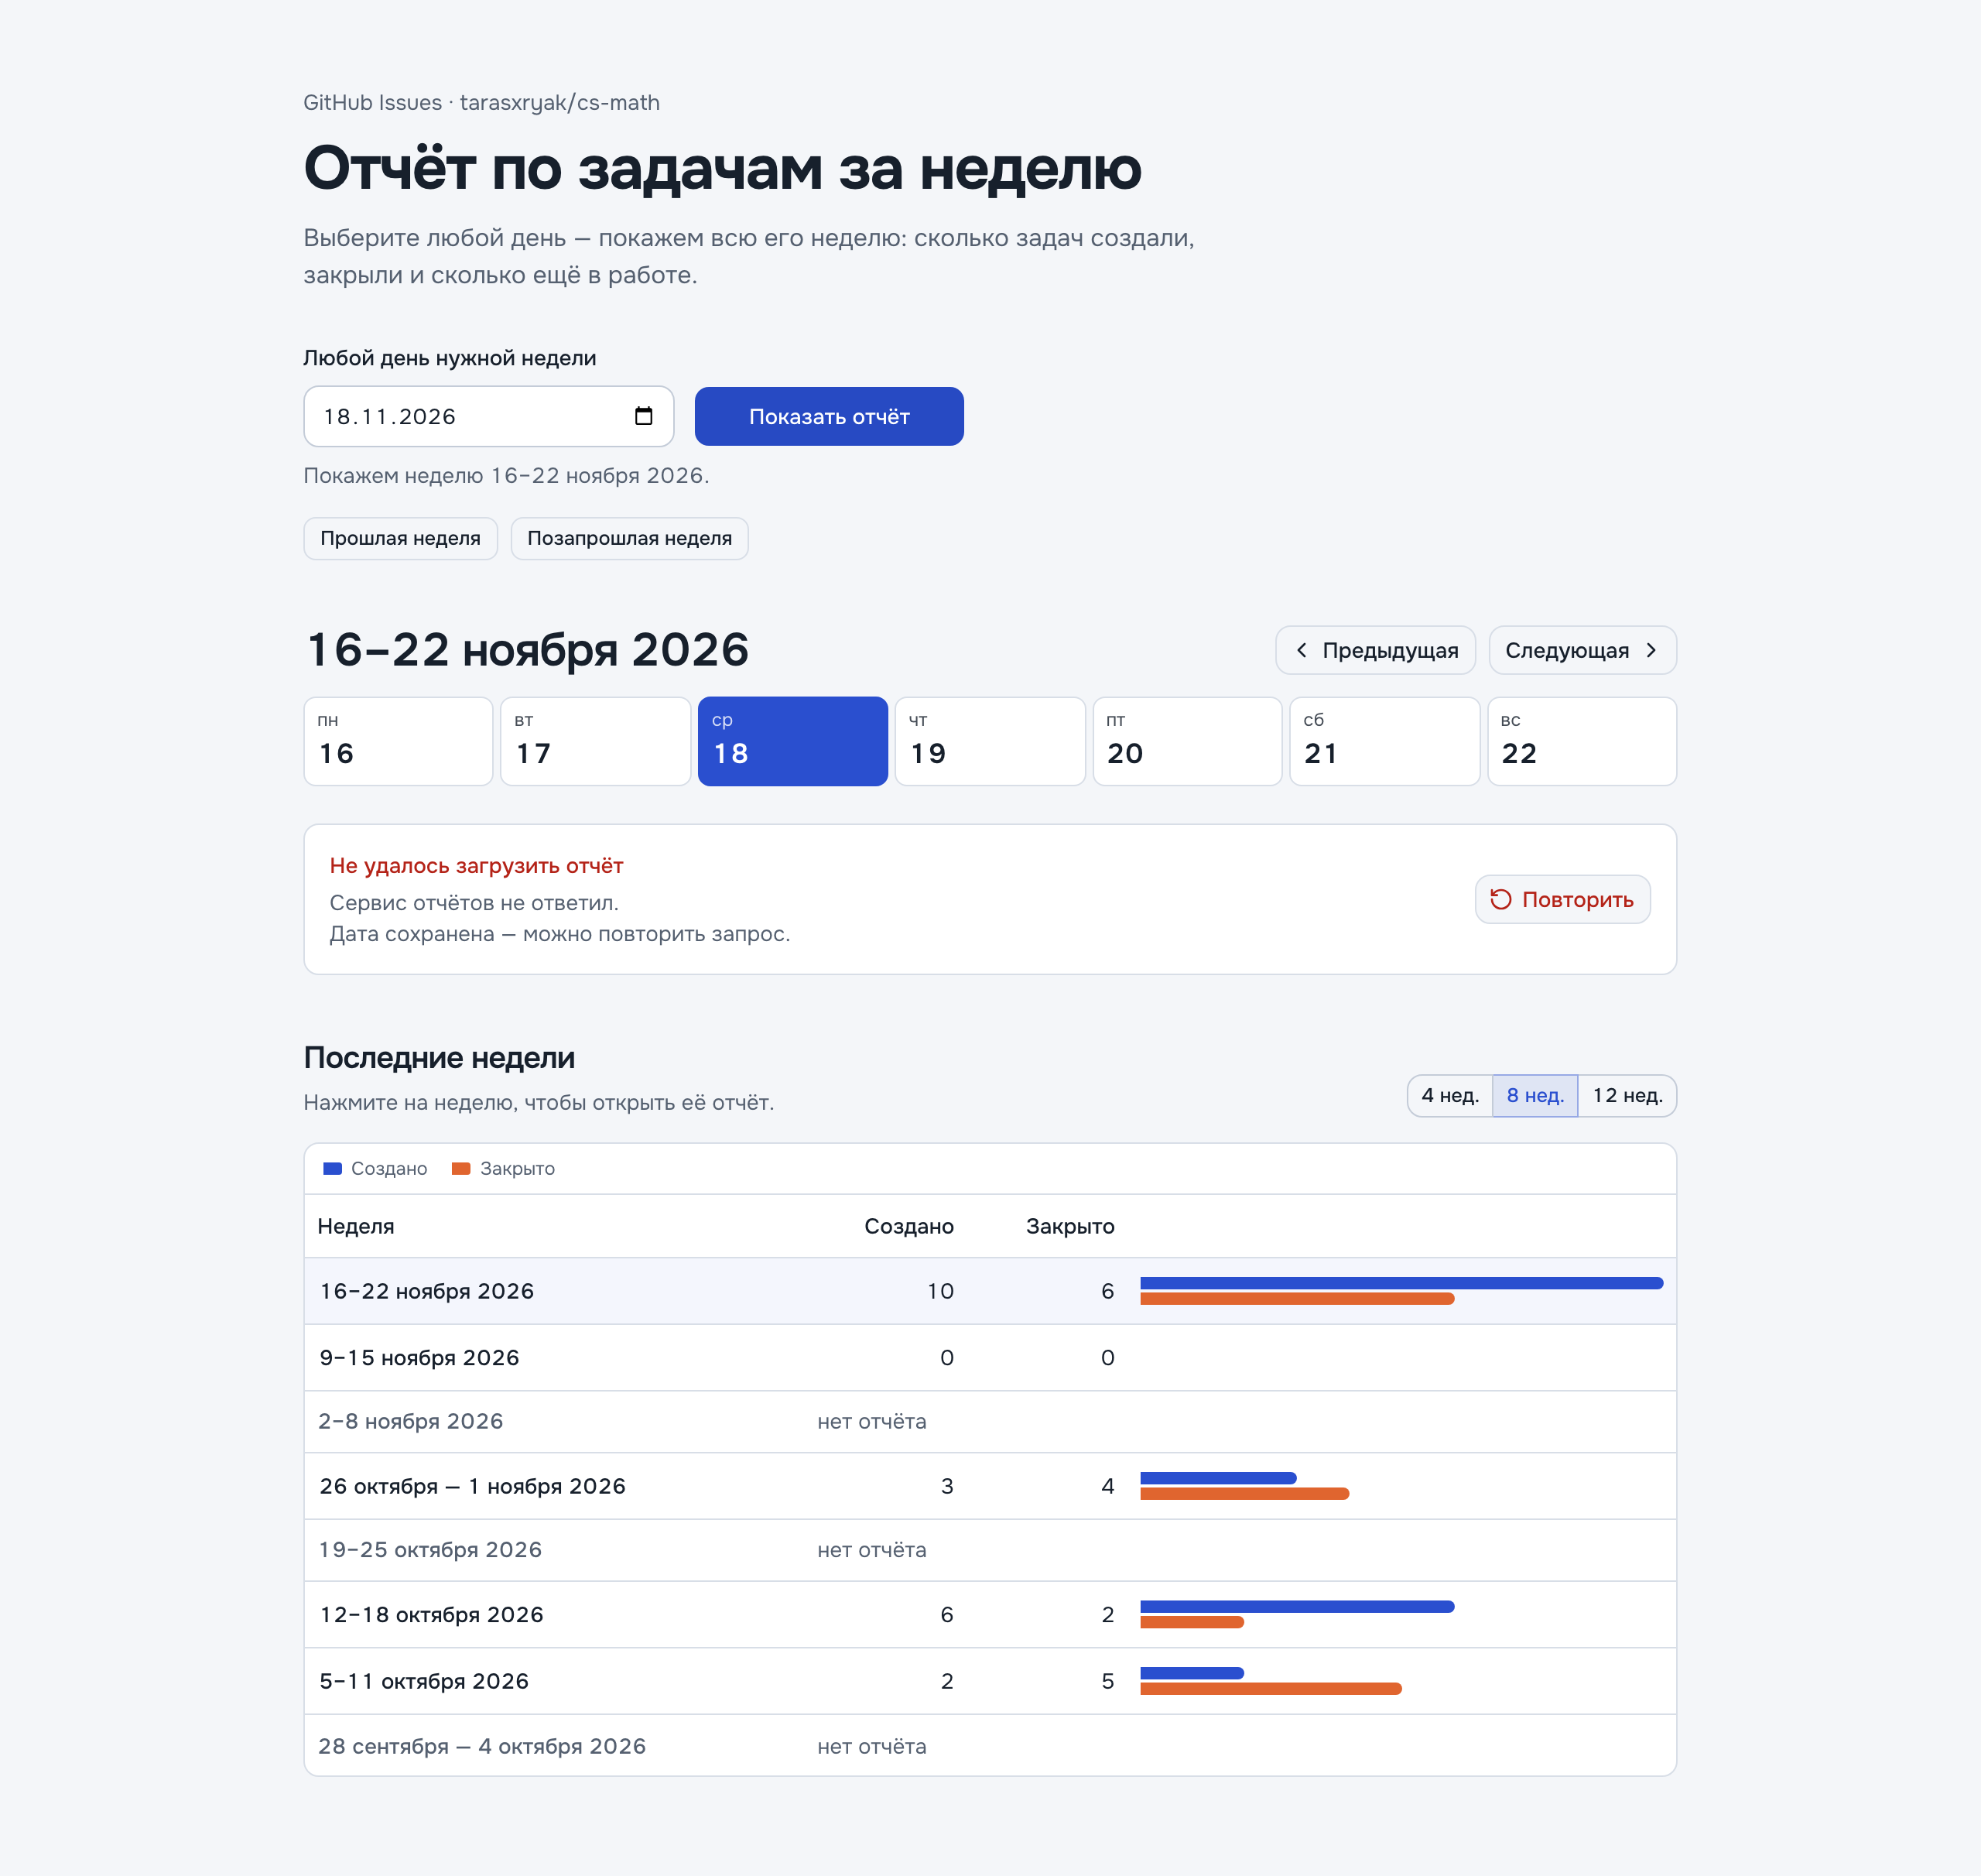 GitHub Issues · tarasxryak/cs-math
Отчёт по задачам за неделю
Выберите любой день — покажем всю его неделю: сколько задач создали,
закрыли и сколько ещё в работе.
Любой день нужной недели
18.11.2026
Показать отчёт
Покажем неделю 16–22 ноября 2026.
Прошлая неделя
Позапрошлая неделя
16–22 ноября 2026
Предыдущая
Следующая
пн
16
вт
17
ср
18
чт
19
пт
20
сб
21
вс
22
Не удалось загрузить отчёт
Сервис отчётов не ответил.
Дата сохранена — можно повторить запрос.
Повторить
Последние недели
Нажмите на неделю, чтобы открыть её отчёт.
4 нед. 8 нед. 12 нед.
Создано Закрыто
Неделя Создано Закрыто
16–22 ноября 2026 10 6
9–15 ноября 2026 0 0
2–8 ноября 2026 нет отчёта
26 октября — 1 ноября 2026 3 4
19–25 октября 2026 нет отчёта
12–18 октября 2026 6 2
5–11 октября 2026 2 5
28 сентября — 4 октября 2026 нет отчёта